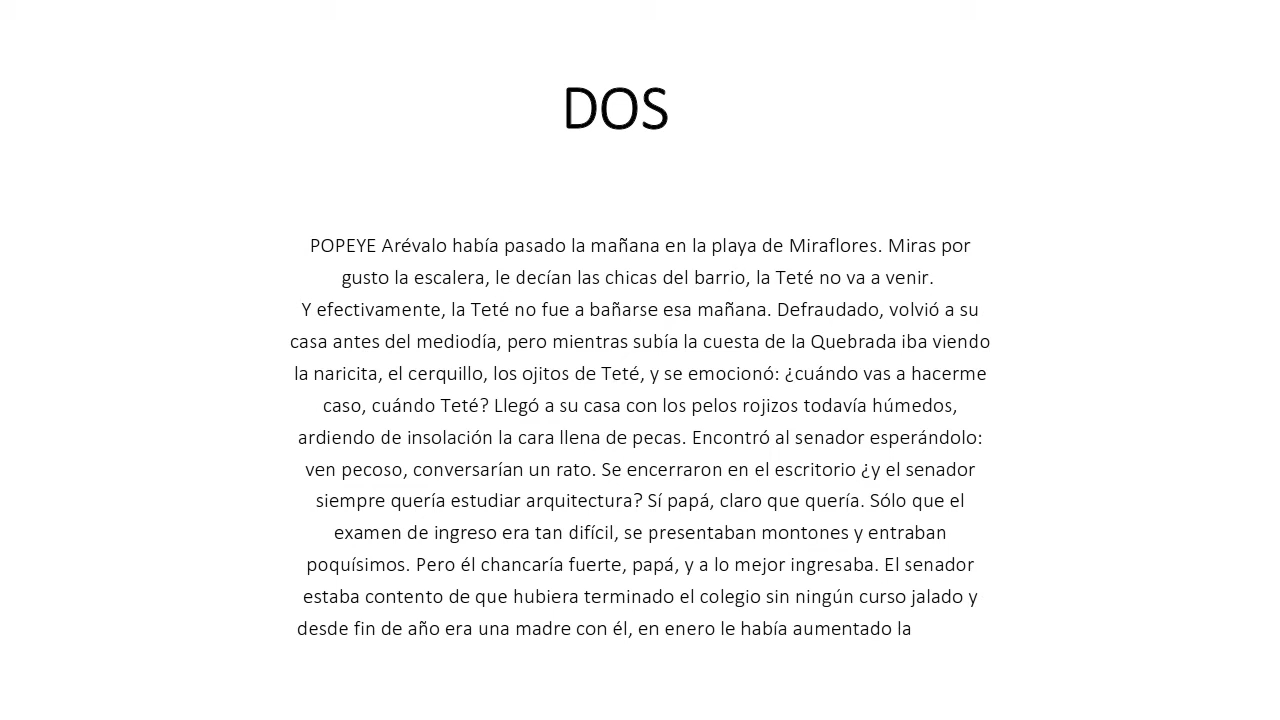 DOS
POPEYE Arévalo había pasado la mañana en la playa de Miraflores. Miras por
gusto la escalera, le decían las chicas del barrio, la Teté no va a venir.
Y efectivamente, la Teté no fue a bañarse esa mañana. Defraudado, volvió a su
casa antes del mediodía, pero mientras subía la cuesta de la Quebrada iba viendo
la naricita, el cerquillo, los ojitos de Teté, y se emocionó: ¿cuándo vas a hacerme
caso, cuándo Teté? Llegó a su casa con los pelos rojizos todavía húmedos,
ardiendo de insolación la cara llena de pecas. Encontró al senador esperándolo:
ven pecoso, conversarían un rato. Se encerraron en el escritorio ¿y el senador
siempre quería estudiar arquitectura? Sí papá, claro que quería. Sólo que el
examen de ingreso era tan difícil, se presentaban montones y entraban
poquísimos. Pero él chancaría fuerte, papá, y a lo mejor ingresaba. El senador
estaba contento de que hubiera terminado el colegio sin ningún curso jalado y
desde fin de año era una madre con él, en enero le había aumentado la